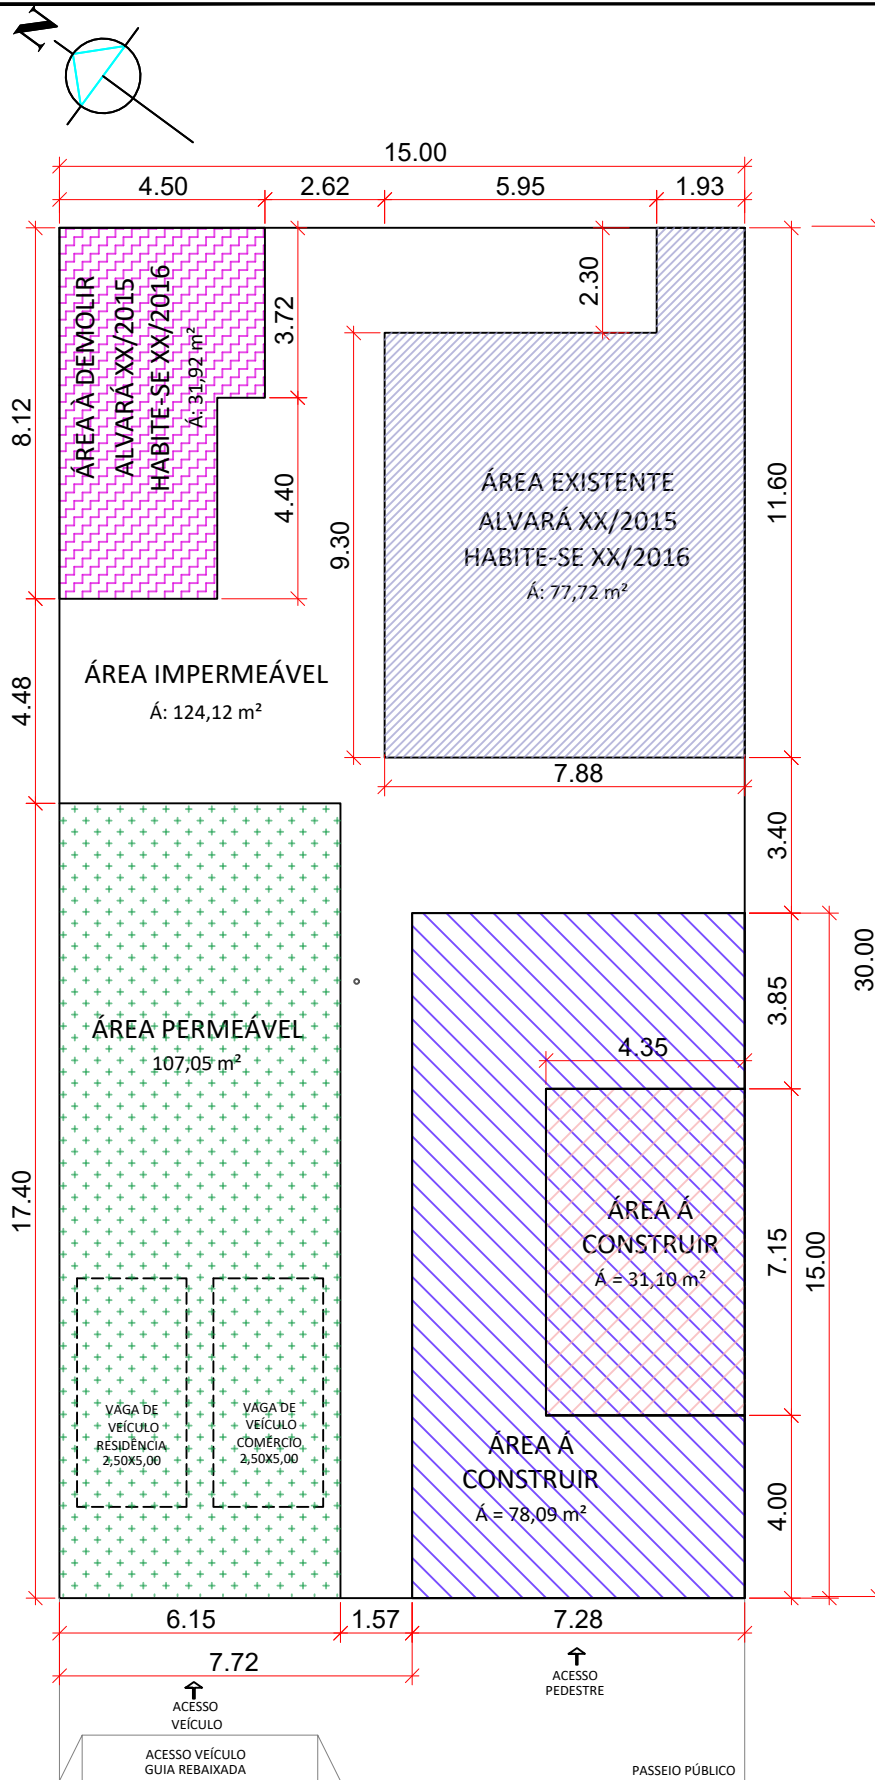 N
15.00
4.50
2.62
5.95
1.93
ÁREA À DEMOLIR
ALVARÁ XX/2015
HABITE-SE XX/2016
Á: 31,92 m²
3.72
4.40
8.12
2.30
9.30
ÁREA EXISTENTE
ALVARÁ XX/2015
HABITE-SE XX/2016
Á: 77,72 m²
11.60
ÁREA IMPERMEÁVEL
Á: 124,12 m²
4.48
7.88
3.40
30.00
ÁREA PERMEÁVEL
107,05 m²
17.40
3.85
4.35
ÁREA Á
CONSTRUIR
Á = 31,10 m²
7.15
15.00
VAGA DE
VEÍCULO
RESIDÊNCIA
2,50X5,00
VAGA DE
VEÍCULO
COMÉRCIO
2,50X5,00
ÁREA Á
CONSTRUIR
Á = 78,09 m²
4.00
6.15
1.57
7.28
7.72
ACESSO
VEÍCULO
ACESSO
PEDESTRE
ACESSO VEÍCULO
GUIA REBAIXADA
PASSEIO PÚBLICO